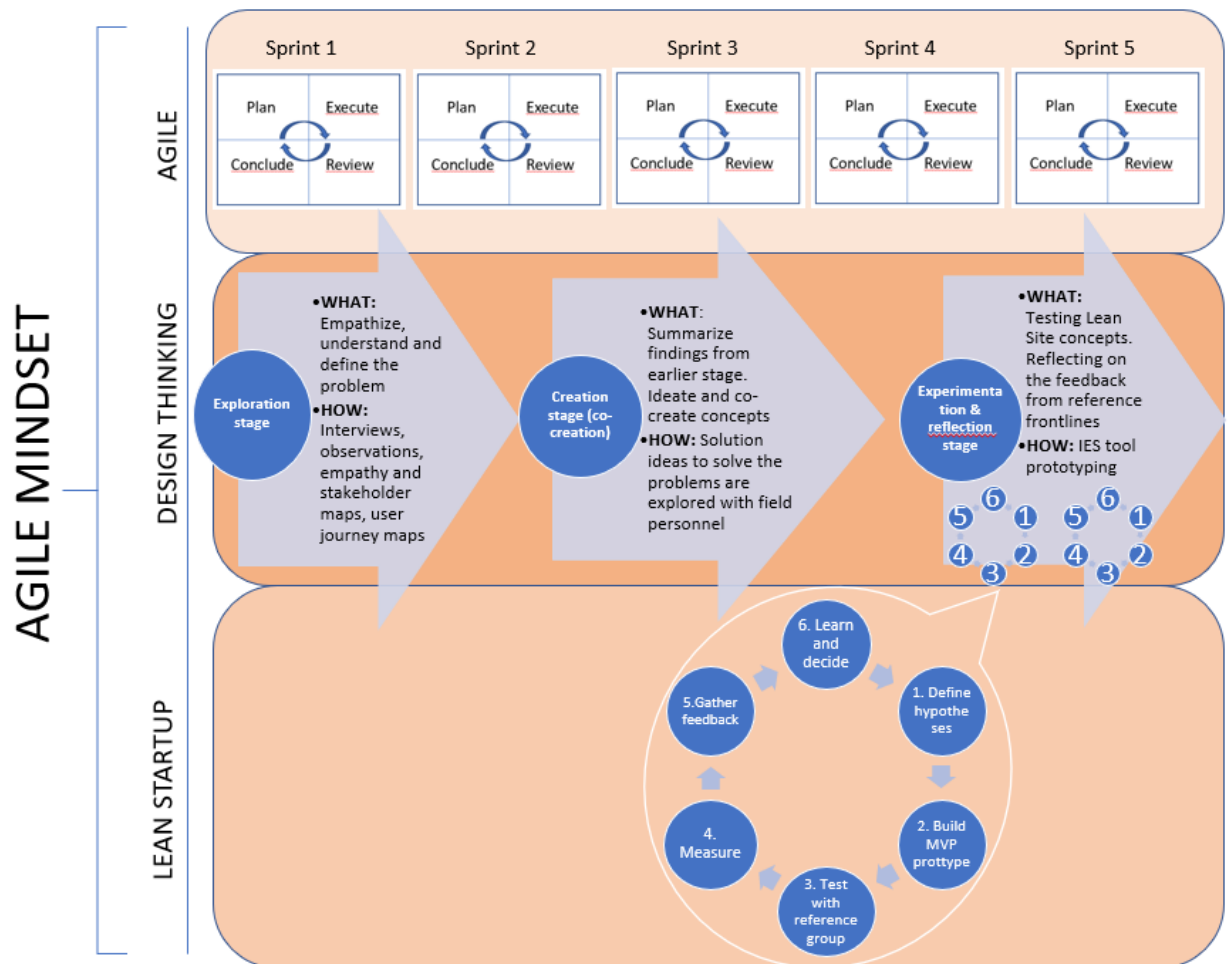 AGILE MINDSET
AGILE
Sprint 1
Sprint 2
Sprint 3
Sprint 4
Sprint 5
Plan
Execute
Conclude
Review
Plan
Execute
Conclude
Review
Plan
Execute
Conclude
Review
Plan
Execute
Conclude
Review
Plan
Execute
Conclude
Review
DESIGN THINKING
Exploration
stage
•WHAT:
Empathize,
understand and
define the
problem
•HOW:
Interviews,
observations,
empathy and
stakeholder
maps, user
journey maps
Creation
stage (co-
creation)
•WHAT:
Summarize
findings from
earlier stage.
Ideate and co-
create concepts
•HOW: Solution
ideas to solve the
problems are
explored with field
personnel
Experimenta
tion &
reflection
stage
•WHAT:
Testing Lean
Site concepts.
Reflecting on
the feedback
from reference
frontlines
•HOW: IES tool
prototyping
6
5
1
4
2
3
6
5
1
4
2
3
LEAN STARTUP
6. Learn
and
decide
1. Define
hypothe
ses
2. Build
MVP
prottype
3. Test
with
reference
group
4.
Measure
5.Gather
feedback